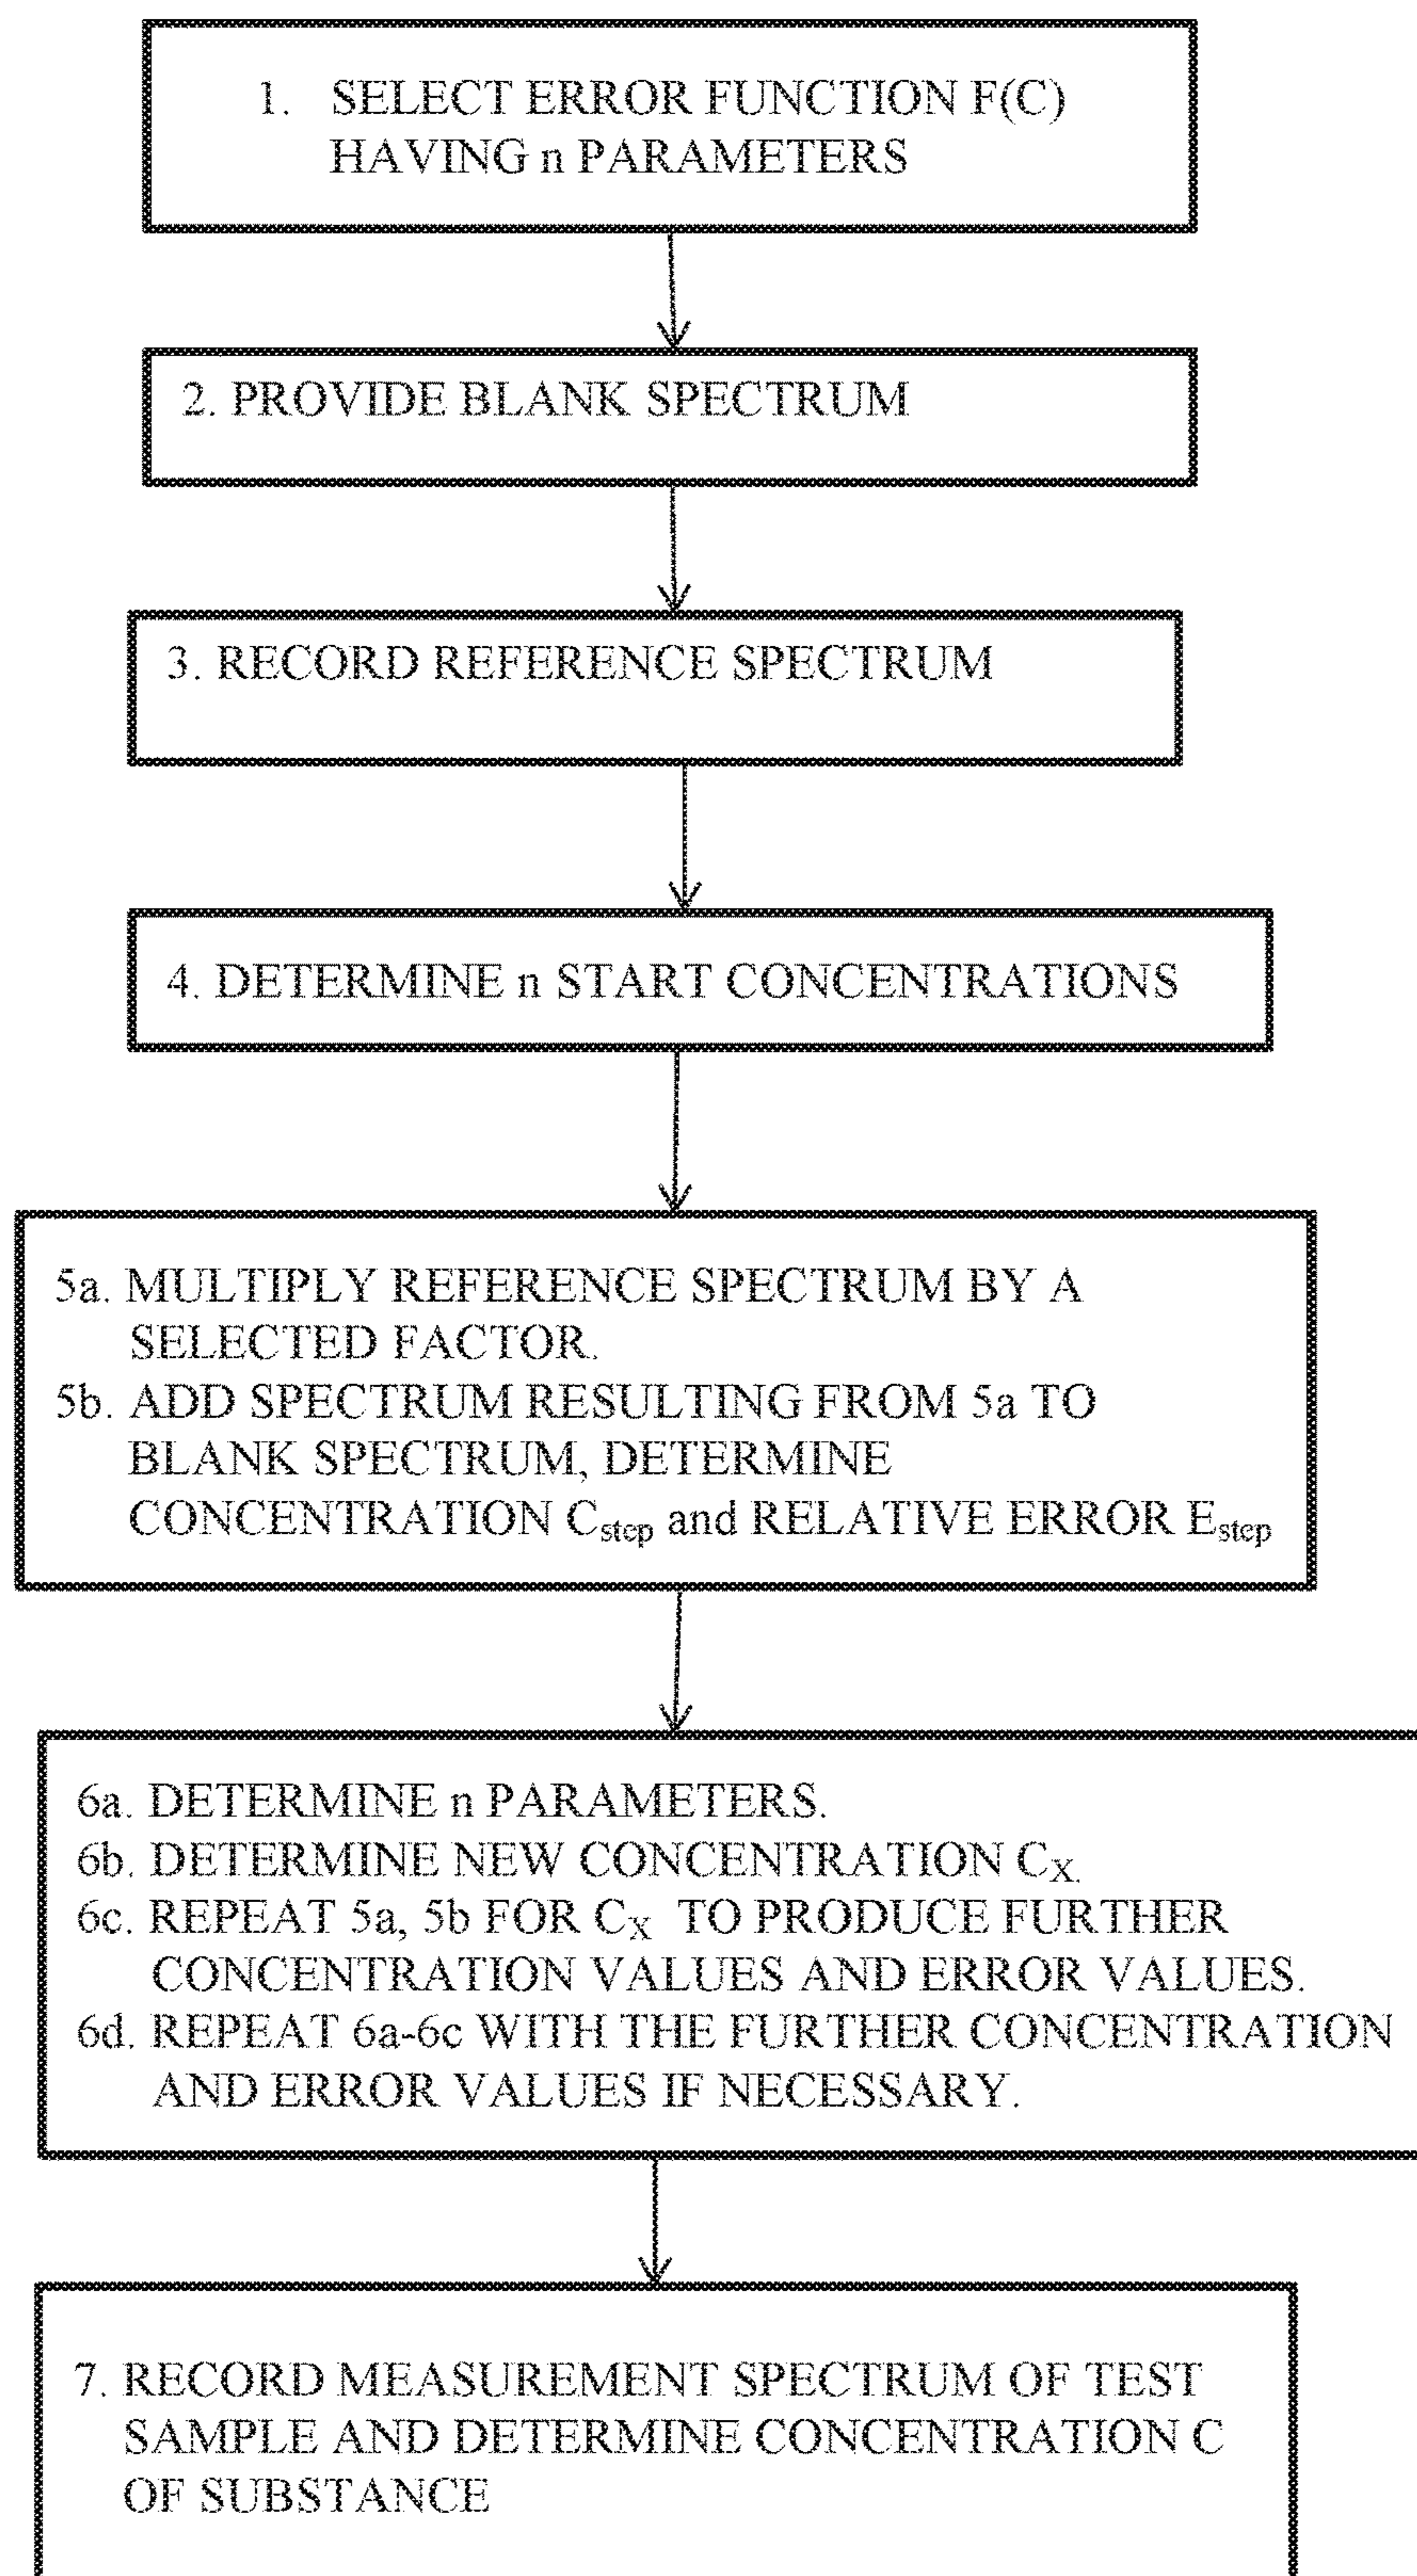 1. SELECT ERROR FUNCTION F(C)
HAVING n PARAMETERS
2. PROVIDE BLANK SPECTRUM
3. RECORD REFERENCE SPECTRUM
4. DETERMINE n START CONCENTRATIONS
5a. MULTIPLY REFERENCE SPECTRUM BY A
SELECTED FACTOR.
5b. ADD SPECTRUM RESULTING FROM 5a TO
BLANK SPECTRUM, DETERMINE
CONCENTRATION Cstep and RELATIVE ERROR Estep
6a. DETERMINE n PARAMETERS.
6b. DETERMINE NEW CONCENTRATION CX.
6c. REPEAT 5a, 5b FOR CX TO PRODUCE FURTHER
CONCENTRATION VALUES AND ERROR VALUES.
6d. REPEAT 6a-6c WITH THE FURTHER CONCENTRATION
AND ERROR VALUES IF NECESSARY.
7. RECORD MEASUREMENT SPECTRUM OF TEST
SAMPLE AND DETERMINE CONCENTRATION C
OF SUBSTANCE